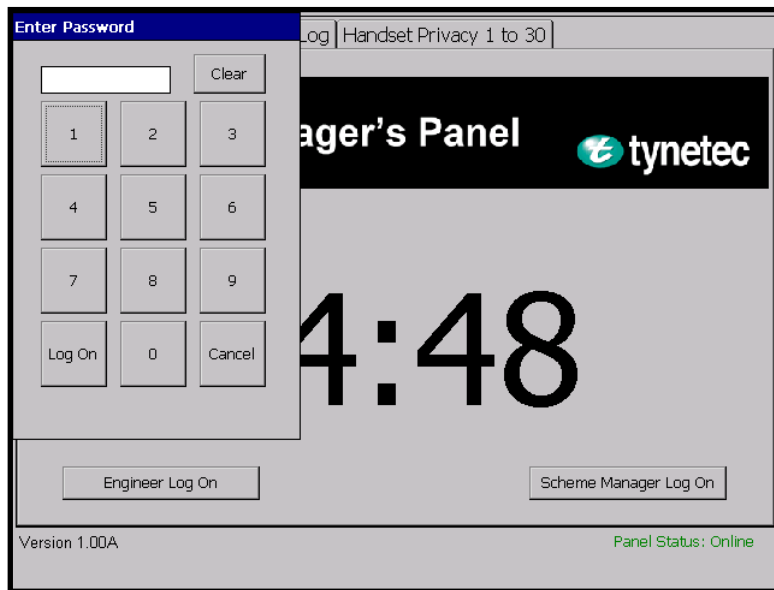 Enter Password
Log
Handset Privacy 1 to 30
Clear
1 2 3
4 5 6
7 8 9
Log On 0 Cancel
ager's Panel
tynetec
4:48
Engineer Log On
Scheme Manager Log On
Version 1.00A
Panel Status: Online